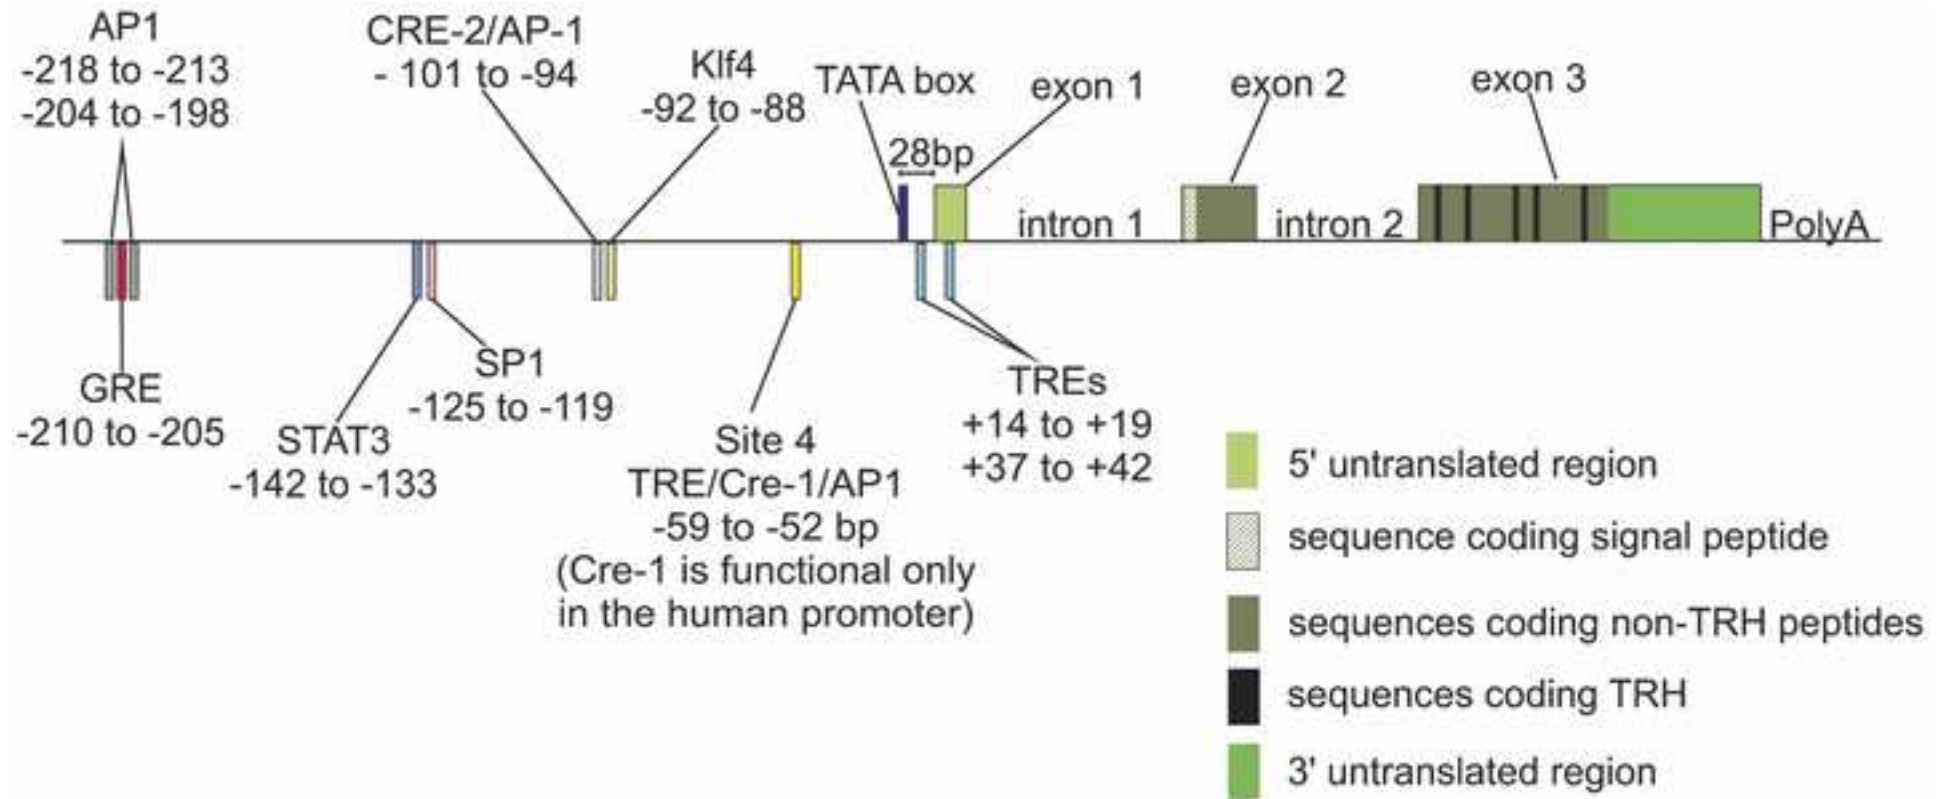 AP1
-218 to -213
-204 to -198
CRE-2/AP-1
- 101 to -94
Klf4
-92 to -88
TATA box
28bp
exon 1
exon 2
exon 3
intron 1
intron 2
PolyA
GRE
-210 to -205
STAT3
-142 to -133
SP1
-125 to -119
Site 4
TRE/Cre-1/AP1
-59 to -52 bp
(Cre-1 is functional only
in the human promoter)
TREs
+14 to +19
+37 to +42
5' untranslated region
sequence coding signal peptide
sequences coding non-TRH peptides
sequences coding TRH
3' untranslated region